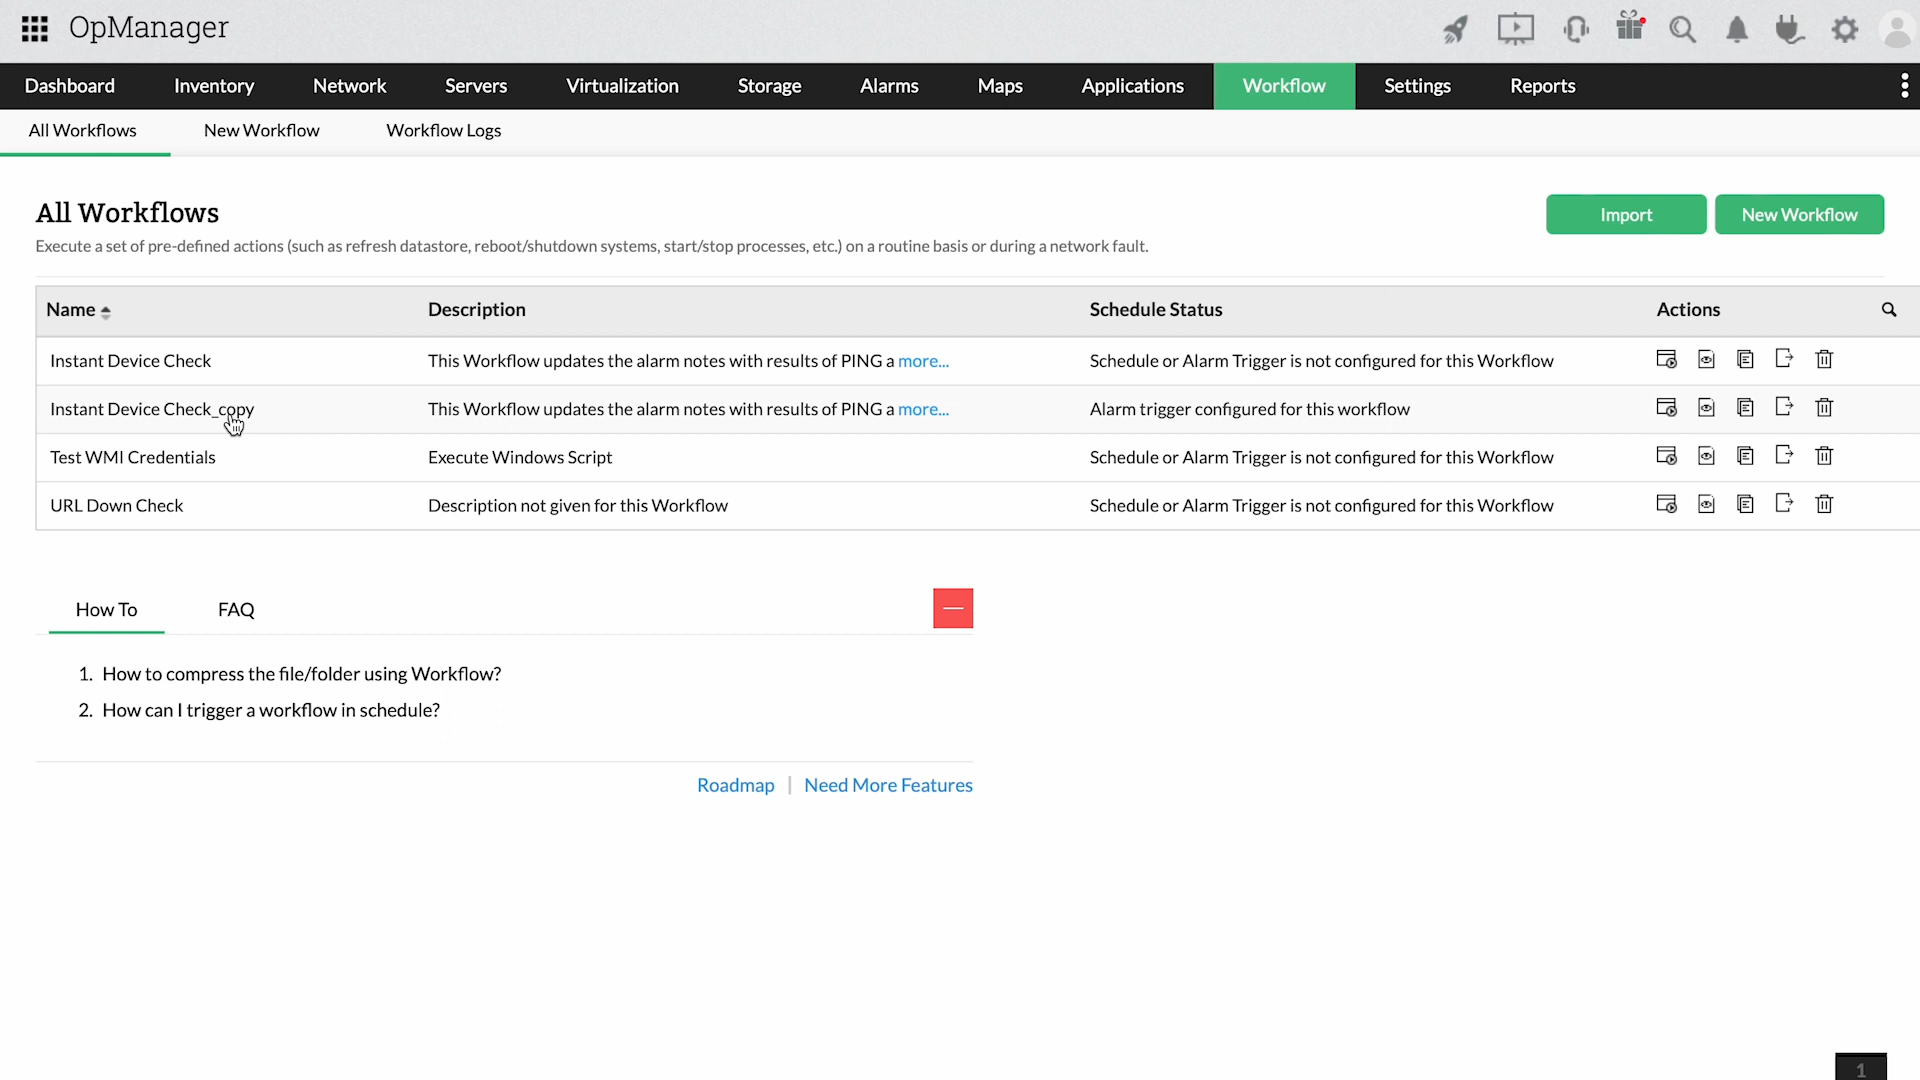 OpManager
Dashboard Inventory Network Servers Virtualization Storage Alarms Maps Applications Workflow Settings Reports
All Workflows New Workflow Workflow Logs
All Workflows
Import New Workflow
Execute a set of pre-defined actions (such as refresh datastore, reboot/shutdown systems, start/stop processes, etc.) on a routine basis or during a network fault.
Name Description Schedule Status Actions
Instant Device Check This Workflow updates the alarm notes with results of PING a more... Schedule or Alarm Trigger is not configured for this Workflow
Instant Device Check_copy This Workflow updates the alarm notes with results of PING a more... Alarm trigger configured for this workflow
Test WMI Credentials Execute Windows Script Schedule or Alarm Trigger is not configured for this Workflow
URL Down Check Description not given for this Workflow Schedule or Alarm Trigger is not configured for this Workflow
How To FAQ
1. How to compress the file/folder using Workflow?
2. How can I trigger a workflow in schedule?
Roadmap | Need More Features
1